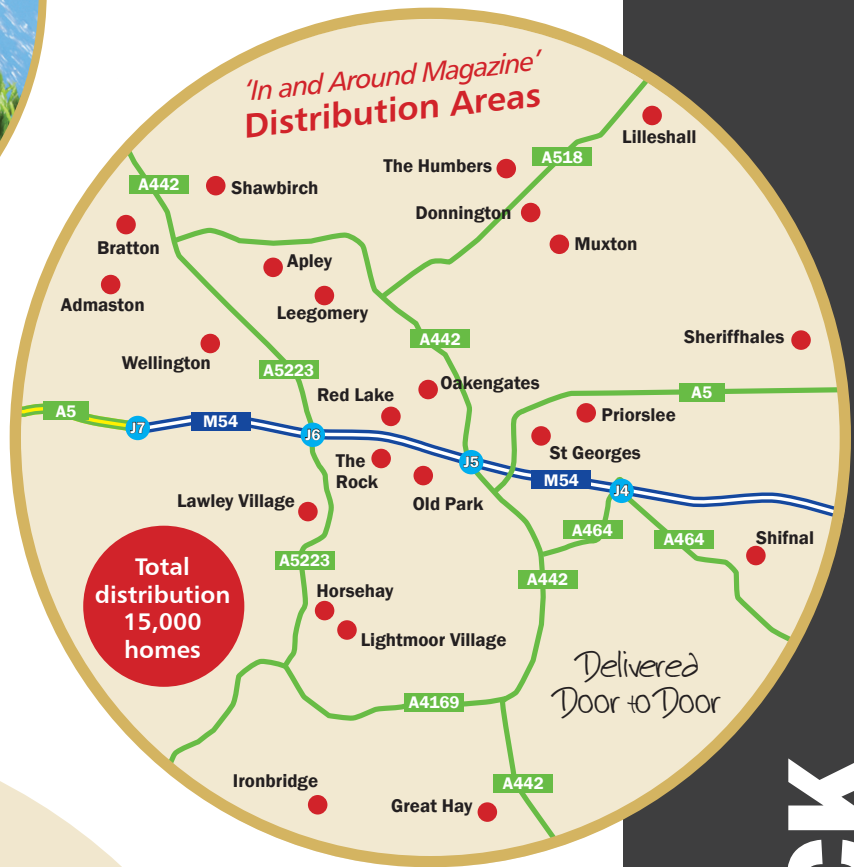 'In and Around Magazine'
Distribution Areas
Lilleshall
The Humbers
A518
A442
Shawbirch
Donnington
Bratton
Muxton
Apley
Admaston
Leegomery
A442
Sheriffhales
Wellington
A5223
Oakengates
Red Lake
A5
A5
Priorslee
J7
M54
J6
St Georges
The
Rock
J5
M54
J4
Old Park
Lawley Village
A464
A464
Shifnal
A5223
A442
Total
distribution
15,000
homes
Horsehay
Lightmoor Village
Delivered
Door to Door
A4169
Ironbridge
A442
Great Hay